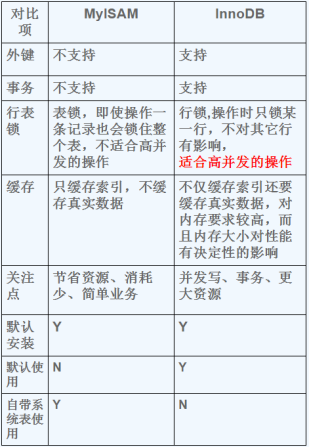 对比项 MyISAM InnoDB
外键 不支持 支持
事务 不支持 支持
行表锁 表锁，即使操作一条记录也会锁住整个表，不适合高并发的操作 行锁,操作时只锁某一行，不对其它行有影响，适合高并发的操作
缓存 只缓存索引，不缓存真实数据 不仅缓存索引还要缓存真实数据，对内存要求较高，而且内存大小对性能有决定性的影响
关注点 节省资源、消耗少、简单业务 并发写、事务、更大资源
默认安装 Y Y
默认使用 N Y
自带系统表使用 Y N